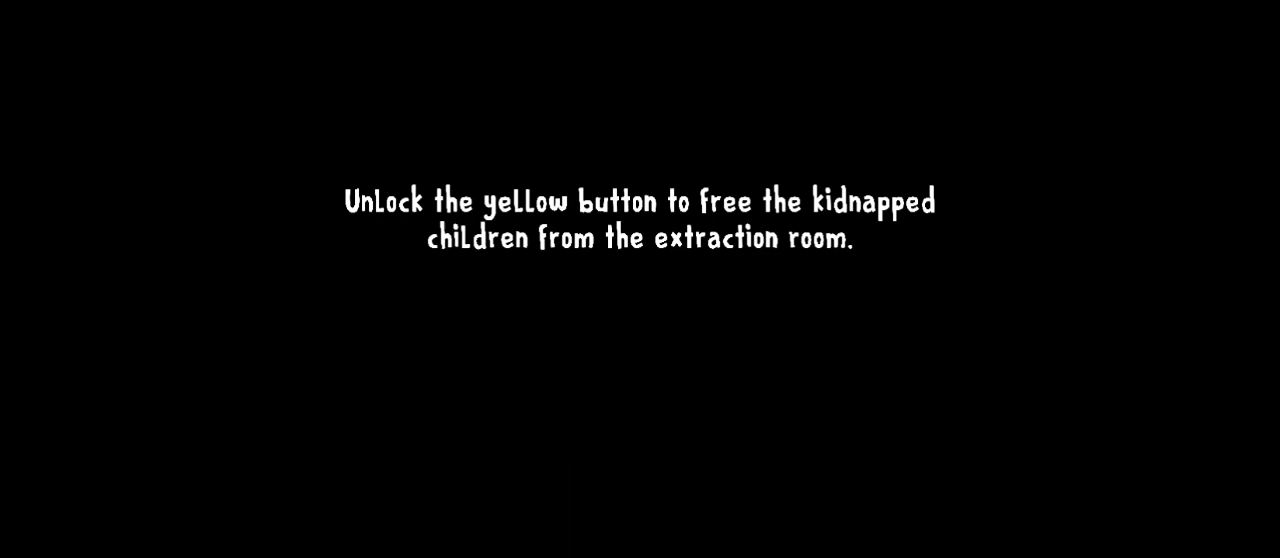 Unlock the yellow button to free the kidnapped
children from the extraction room.